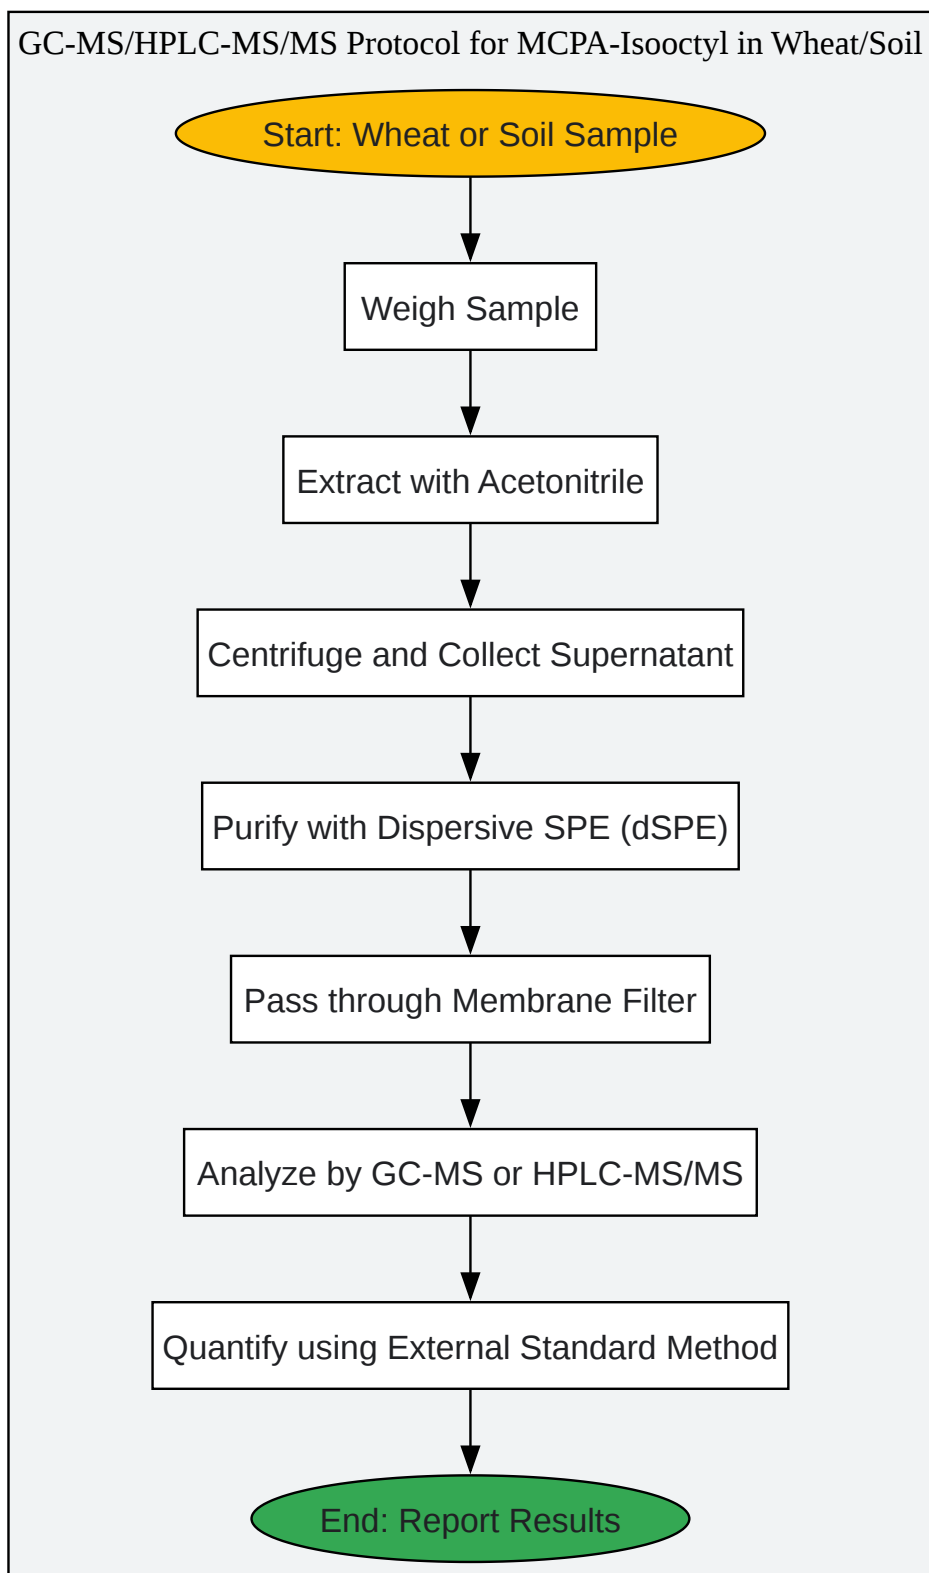 GC-MS/HPLC-MS/MS Protocol for MCPA-Isooctyl in Wheat/Soil
Start: Wheat or Soil Sample
Weigh Sample
Extract with Acetonitrile
Centrifuge and Collect Supernatant
Purify with Dispersive SPE (dSPE)
Pass through Membrane Filter
Analyze by GC-MS or HPLC-MS/MS
Quantify using External Standard Method
End: Report Results